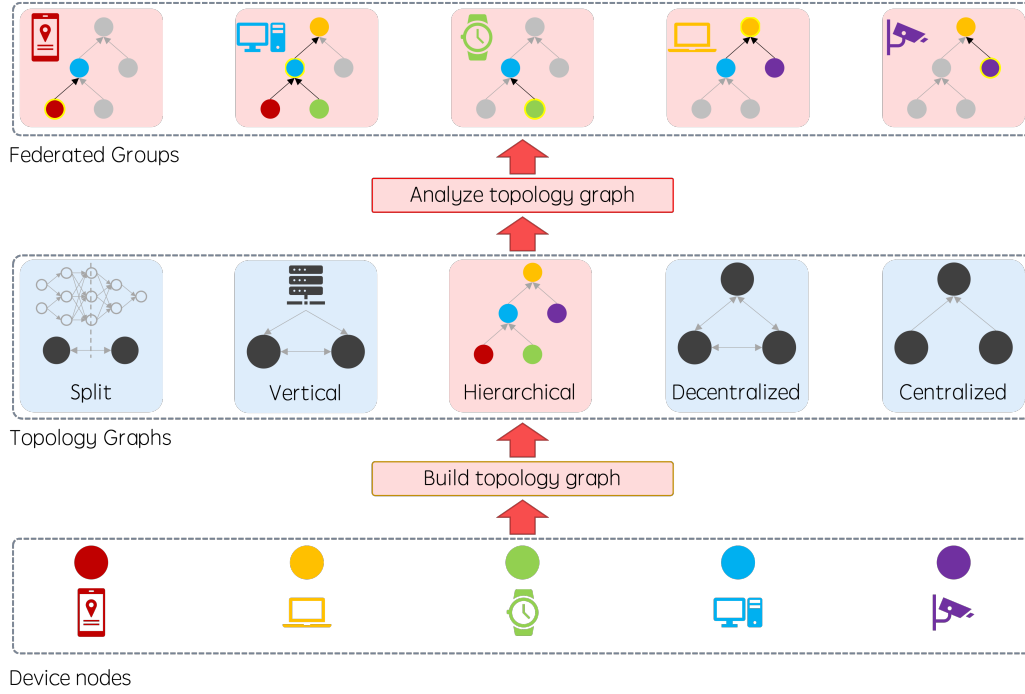 Federated Groups
Analyze topology graph
Split
Vertical
Hierarchical
Decentralized
Centralized
Topology Graphs
Build topology graph
Device nodes